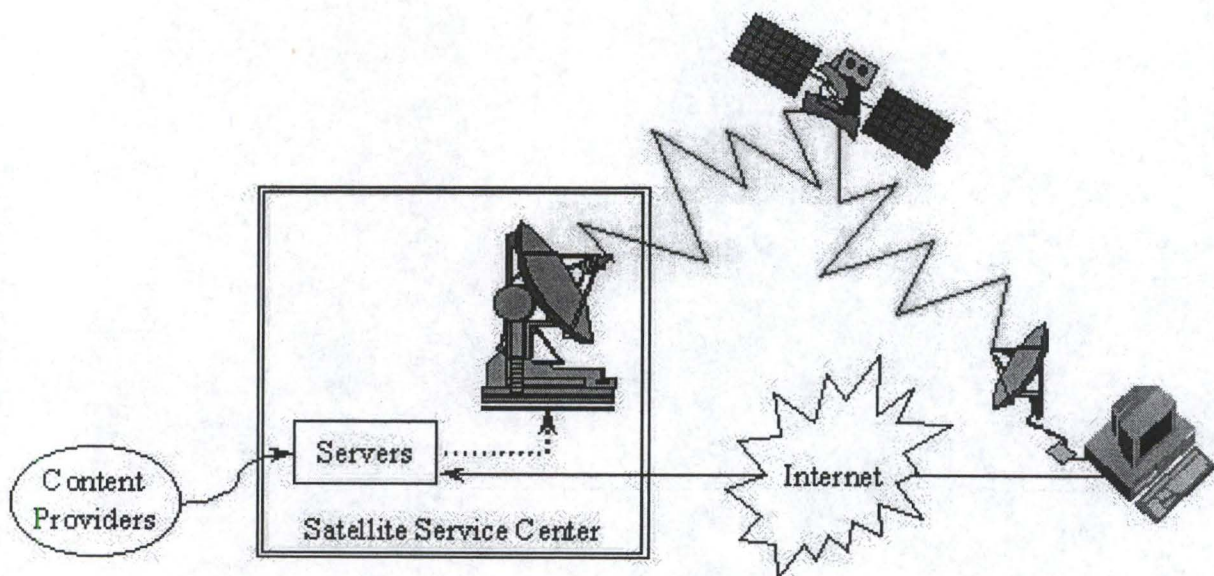 Content
Providers
Servers
Satellite Service Center
Internet